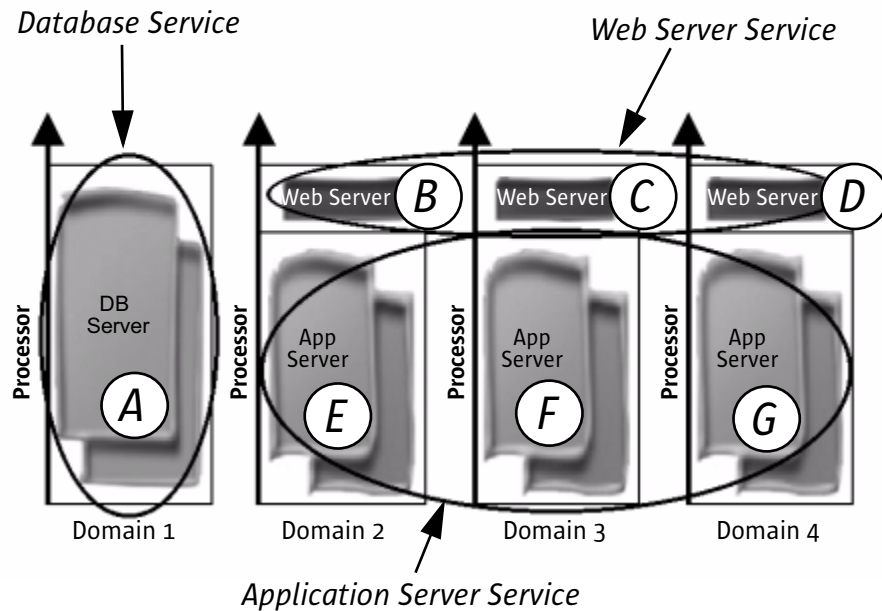 Database Service
Web Server Service
Web Server
B
Web Server
C
Web Server
D
Processor
DB
Server
A
Processor
App
Server
E
Processor
App
Server
F
Processor
App
Server
G
Domain 1
Domain 2
Domain 3
Domain 4
Application Server Service